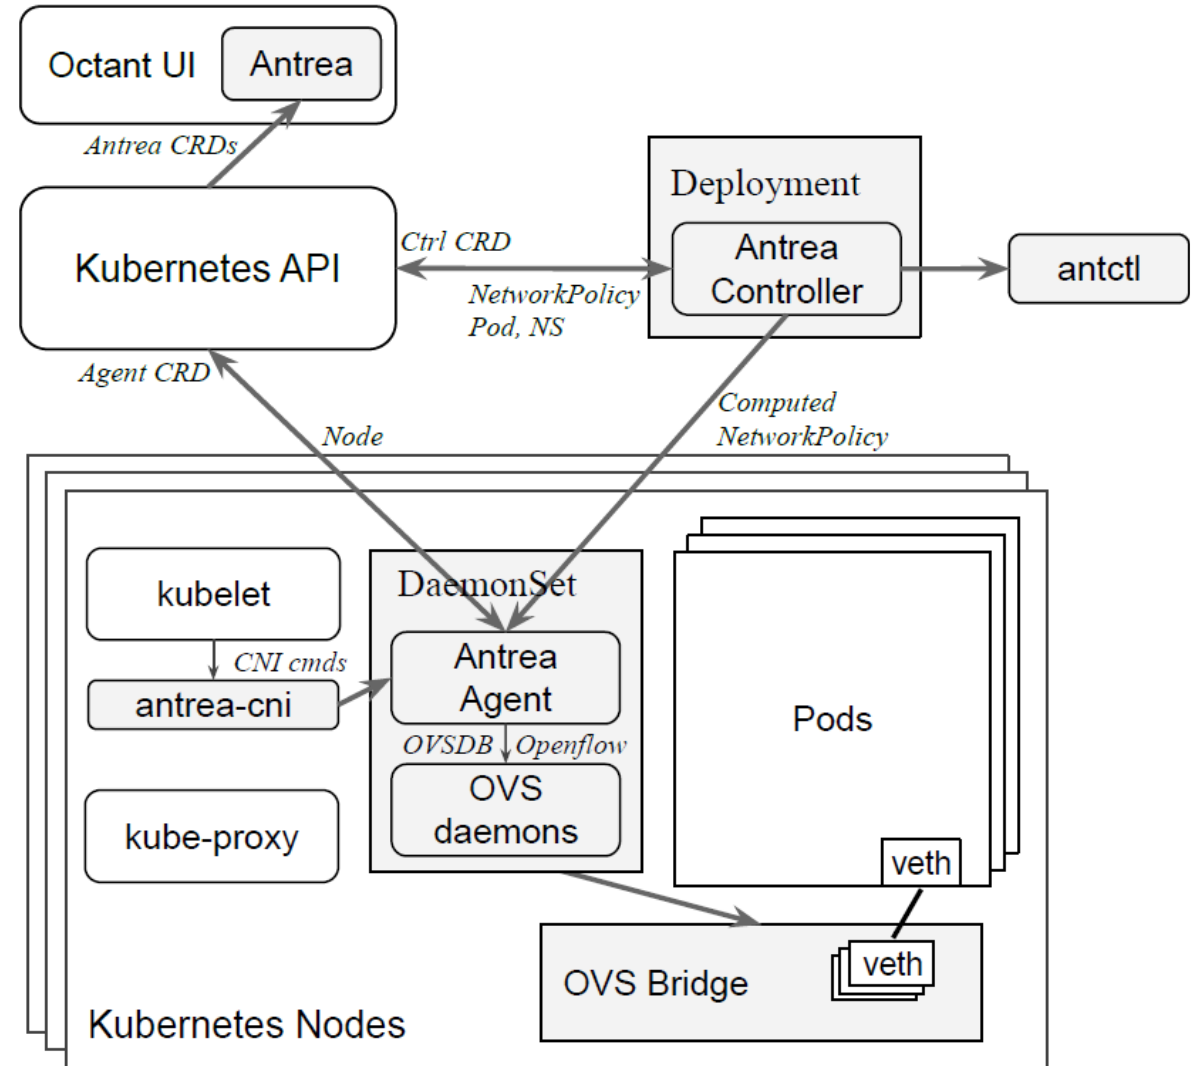 Octant UI
Antrea
Antrea CRDs
Deployment
Kubernetes API
Ctrl CRD
Antrea
Controller
antctl
NetworkPolicy
Pod, NS
Agent CRD
Computed
NetworkPolicy
Node
kubelet
DaemonSet
CNI cmds
Antrea
Agent
antrea-cni
Pods
OVSDB
Openflow
OVS
daemons
kube-proxy
veth
veth
OVS Bridge
Kubernetes Nodes